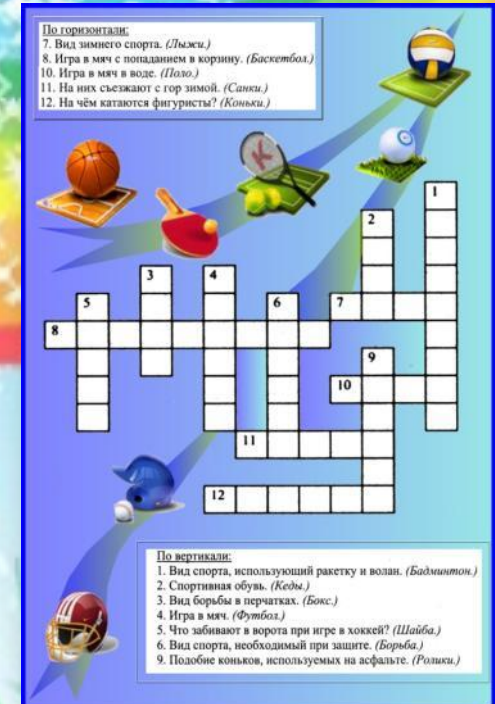 По горизонтали:
7. Вид зимнего спорта. (Лыжи.)
8. Игра в мяч с попаданием в корзину. (Баскетбол.)
10. Игра в мяч в воде. (Поло.)
11. На них съезжают с гор зимой. (Санки.)
12. На чём катаются фигуристы? (Коньки.)
K
1
2
3 4
5 6 7
8
9
10
11
12
По вертикали:
1. Вид спорта, использующий ракетку и волан. (Бадминтон.)
2. Спортивная обувь. (Кеды.)
3. Вид борьбы в перчатках. (Бокс.)
4. Игра в мяч. (Футбол.)
5. Что забивают в ворота при игре в хоккей? (Шайба.)
6. Вид спорта, необходимый при защите. (Борьба.)
9. Подобие коньков, используемых на асфальте. (Ролики.)